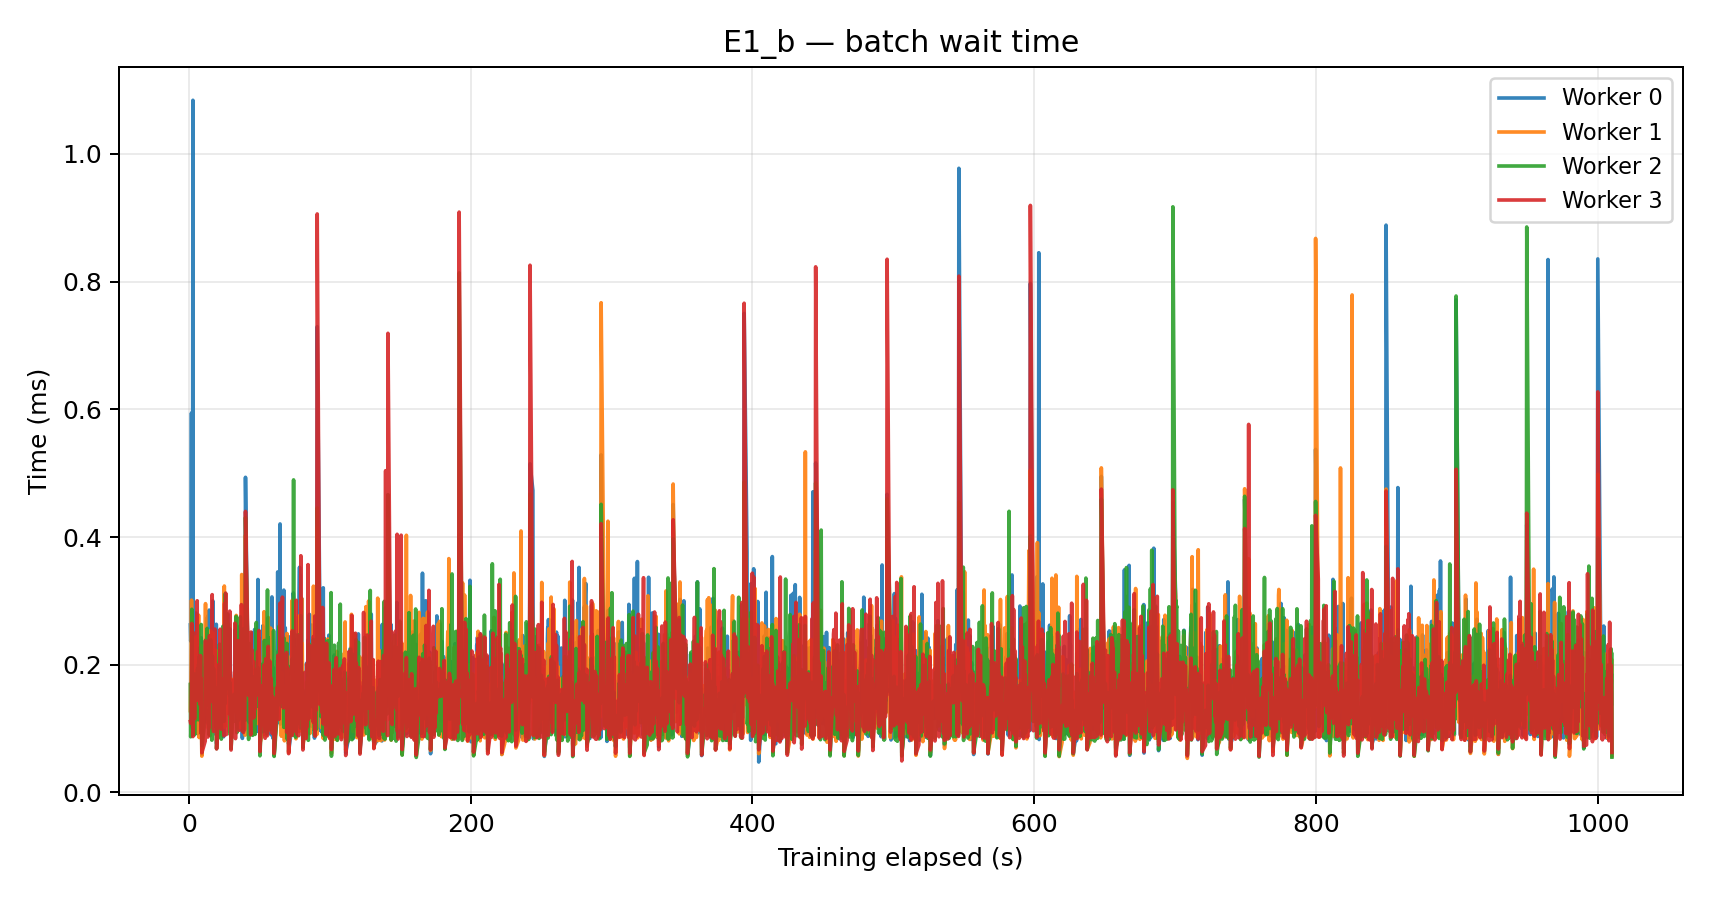 E1_b — batch wait time
Time (ms)
1.0
0.8
0.6
0.4
0.2
0.0
0
200
400
600
800
1000
Training elapsed (s)
Worker 0
Worker 1
Worker 2
Worker 3